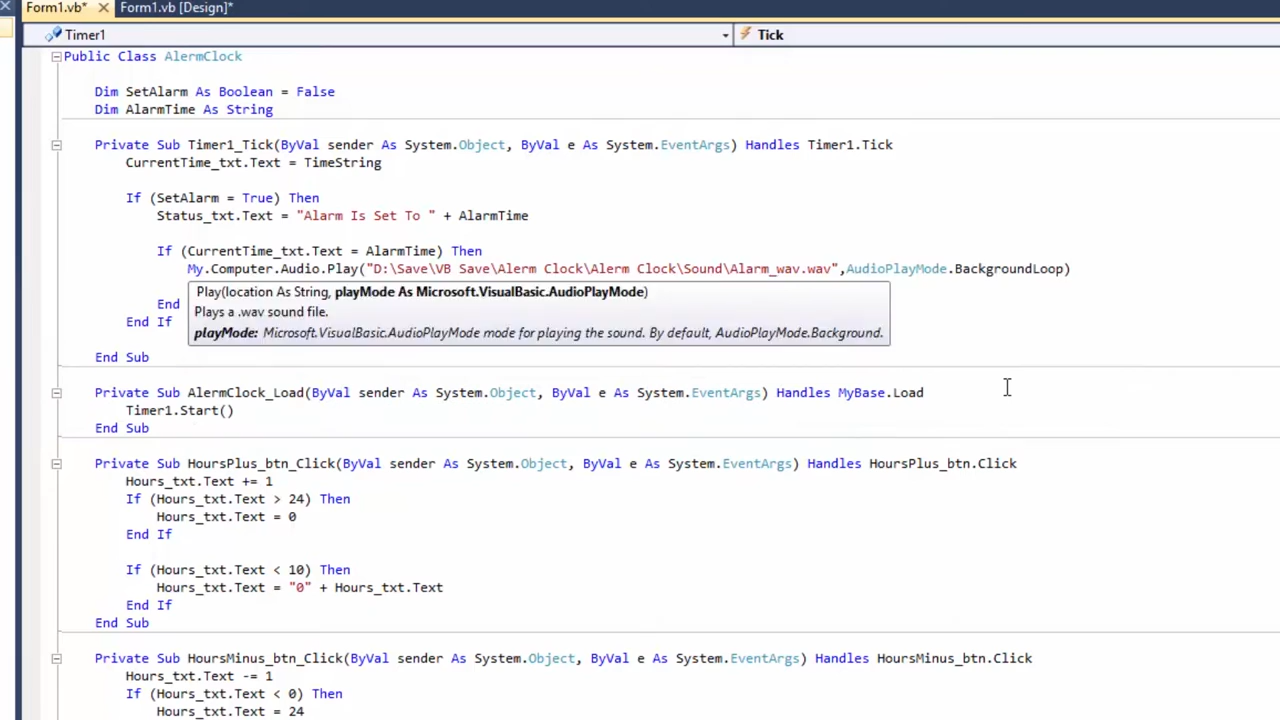 Form1.vb* Form1.vb [Design]*
Timer1 Tick
Public Class AlermClock
Dim SetAlarm As Boolean = False
Dim AlarmTime As String
Private Sub Timer1_Tick(ByVal sender As System.Object, ByVal e As System.EventArgs) Handles Timer1.Tick
CurrentTime_txt.Text = TimeString
If (SetAlarm = True) Then
Status_txt.Text = "Alarm Is Set To " + AlarmTime
If (CurrentTime_txt.Text = AlarmTime) Then
My.Computer.Audio.Play("D:\Save\VB Save\Alerm Clock\Alerm Clock\Sound\Alarm_wav.wav",AudioPlayMode.BackgroundLoop)
Play(location As String, playMode As Microsoft.VisualBasic.AudioPlayMode)
Plays a .wav sound file.
End
playMode: Microsoft.VisualBasic.AudioPlayMode mode for playing the sound. By default, AudioPlayMode.Background.
End If
End Sub
Private Sub AlermClock_Load(ByVal sender As System.Object, ByVal e As System.EventArgs) Handles MyBase.Load
Timer1.Start()
End Sub
Private Sub HoursPlus_btn_Click(ByVal sender As System.Object, ByVal e As System.EventArgs) Handles HoursPlus_btn.Click
Hours_txt.Text += 1
If (Hours_txt.Text > 24) Then
Hours_txt.Text = 0
End If
If (Hours_txt.Text < 10) Then
Hours_txt.Text = "0" + Hours_txt.Text
End If
End Sub
Private Sub HoursMinus_btn_Click(ByVal sender As System.Object, ByVal e As System.EventArgs) Handles HoursMinus_btn.Click
Hours_txt.Text -= 1
If (Hours_txt.Text < 0) Then
Hours_txt.Text = 24